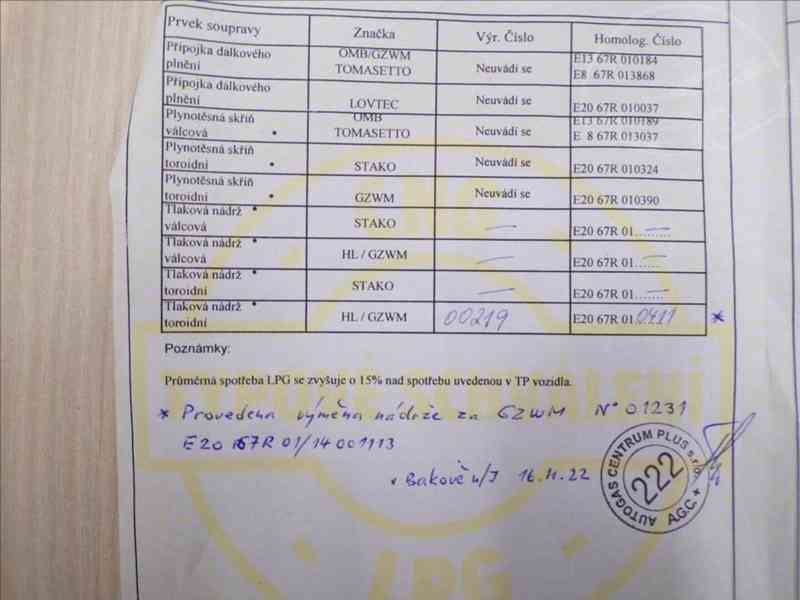 Prvek soupravy Značka Výr. Číslo Homolog. Číslo
Přípojka dálkového plnění OMB/GZWM TOMASETTO Neuvádí se E13 67R 010184 E8 67R 013868
Přípojka dálkového plnění LOVTEC Neuvádí se E20 67R 010037
Plynotěsná skříň válcová • OMB TOMASETTO Neuvádí se E13 67R 010189 E 8 67R 013037
Plynotěsná skříň toroidní • STAKO Neuvádí se E20 67R 010324
Plynotěsná skříň toroidní • GZWM Neuvádí se E20 67R 010390
Tlaková nádrž • válcová STAKO — E20 67R 01.........
Tlaková nádrž • válcová HL / GZWM — E20 67R 01.......
Tlaková nádrž • toroidní STAKO — E20 67R 01.......
Tlaková nádrž • toroidní HL / GZWM 00219 E20 67R 01.0411 *
Poznámky:
Průměrná spotřeba LPG se zvyšuje o 15% nad spotřebu uvedenou v TP vozidla.
* Provedena výměna nádrže za GZWM N° 01231
E20 67R 01/14 001113
v Bakově n/J 16.11.22
AUTOGAS CENTRUM PLUS s.r.o. A.G.C. +
222
LPG